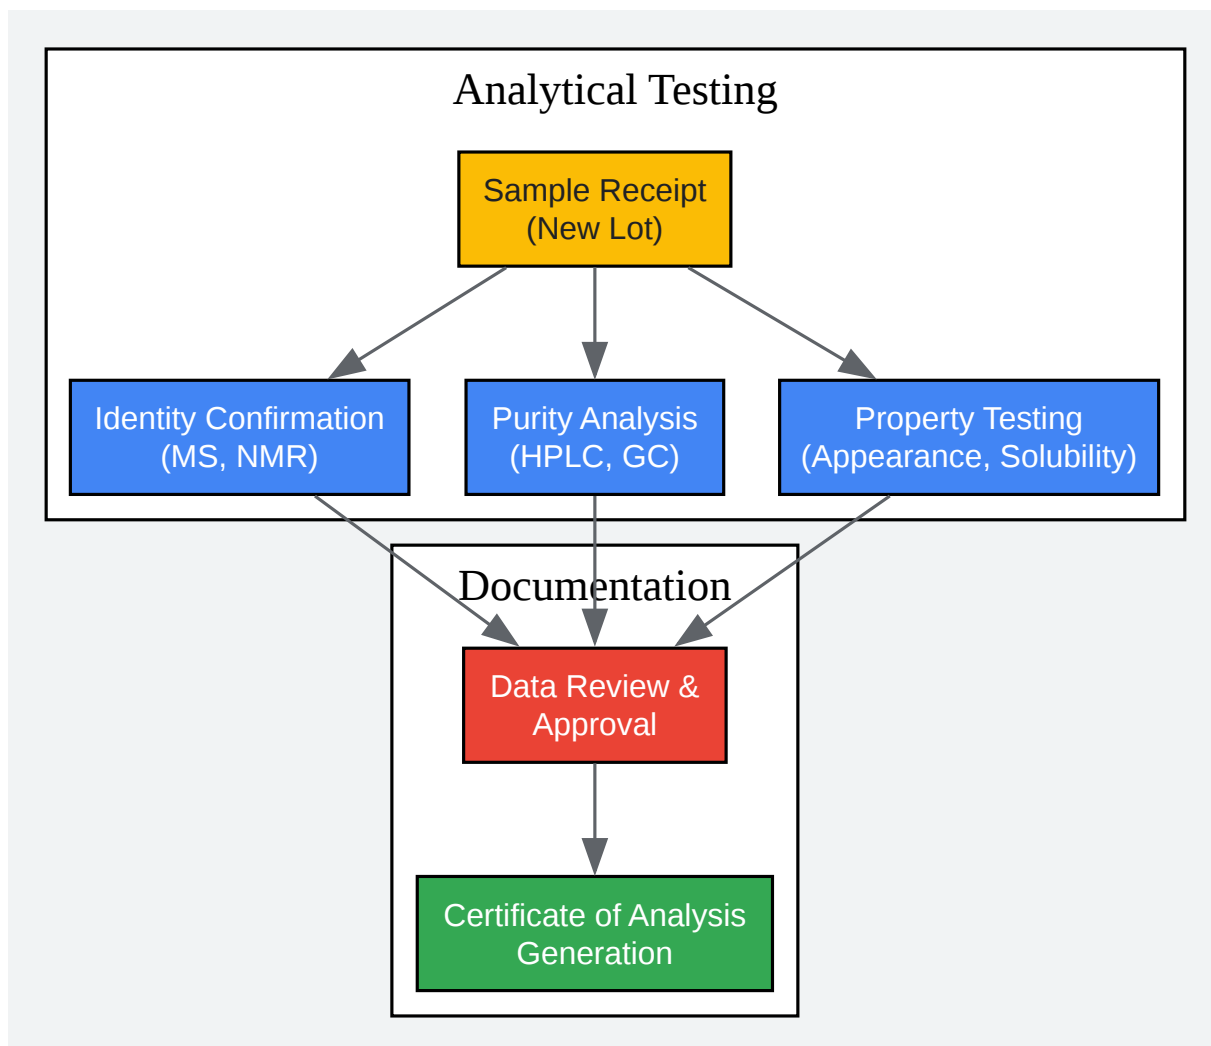 Analytical Testing
Sample Receipt
(New Lot)
Identity Confirmation
(MS, NMR)
Purity Analysis
(HPLC, GC)
Property Testing
(Appearance, Solubility)
Documentation
Data Review &
Approval
Certificate of Analysis
Generation